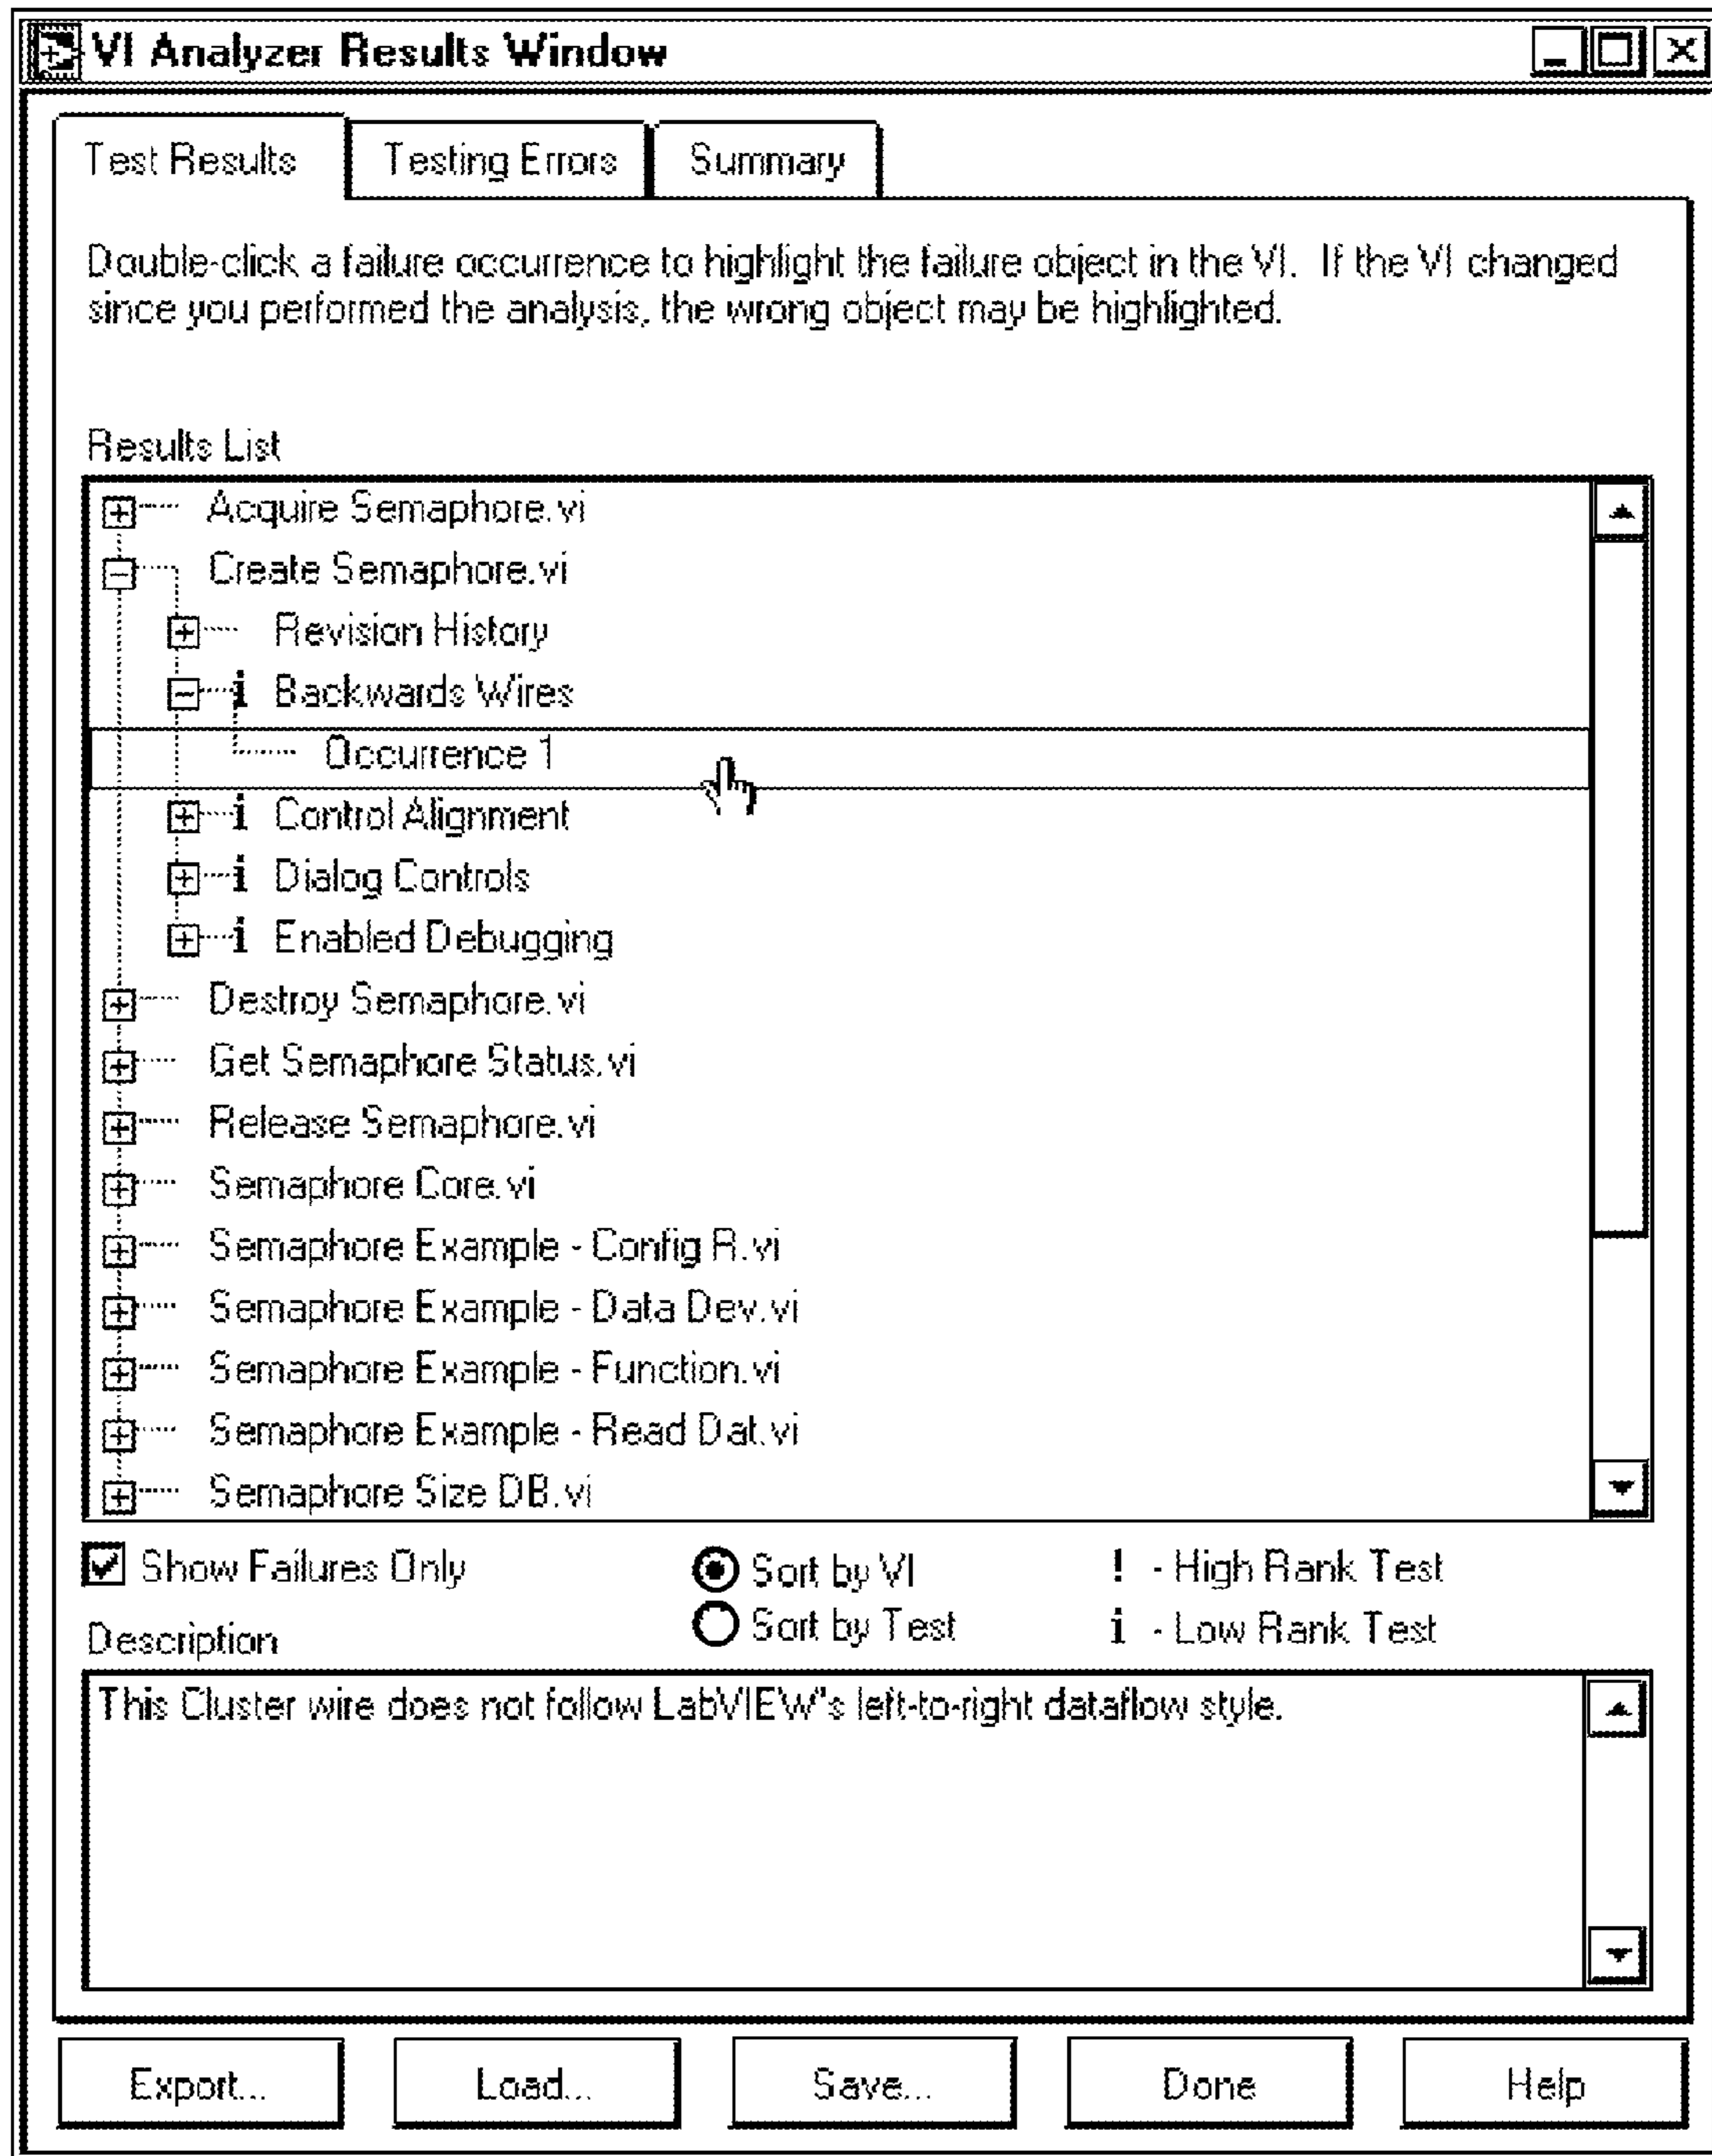 VI Analyzer Results Window
Test Results Testing Errors Summary
Double-click a failure occurrence to highlight the failure object in the VI. If the VI changed
since you performed the analysis, the wrong object may be highlighted.
Results List
Acquire Semaphore.vi
Create Semaphore.vi
Revision History
i Backwards Wires
Occurrence 1
i Control Alignment
i Dialog Controls
i Enabled Debugging
Destroy Semaphore.vi
Get Semaphore Status.vi
Release Semaphore.vi
Semaphore Core.vi
Semaphore Example - Config R.vi
Semaphore Example - Data Dev.vi
Semaphore Example - Function.vi
Semaphore Example - Read Dat.vi
Semaphore Size DB.vi
Show Failures Only Sort by VI ! - High Rank Test
Sort by Test i - Low Rank Test
Description
This Cluster wire does not follow LabVIEW's left-to-right dataflow style.
Export... Load... Save... Done Help